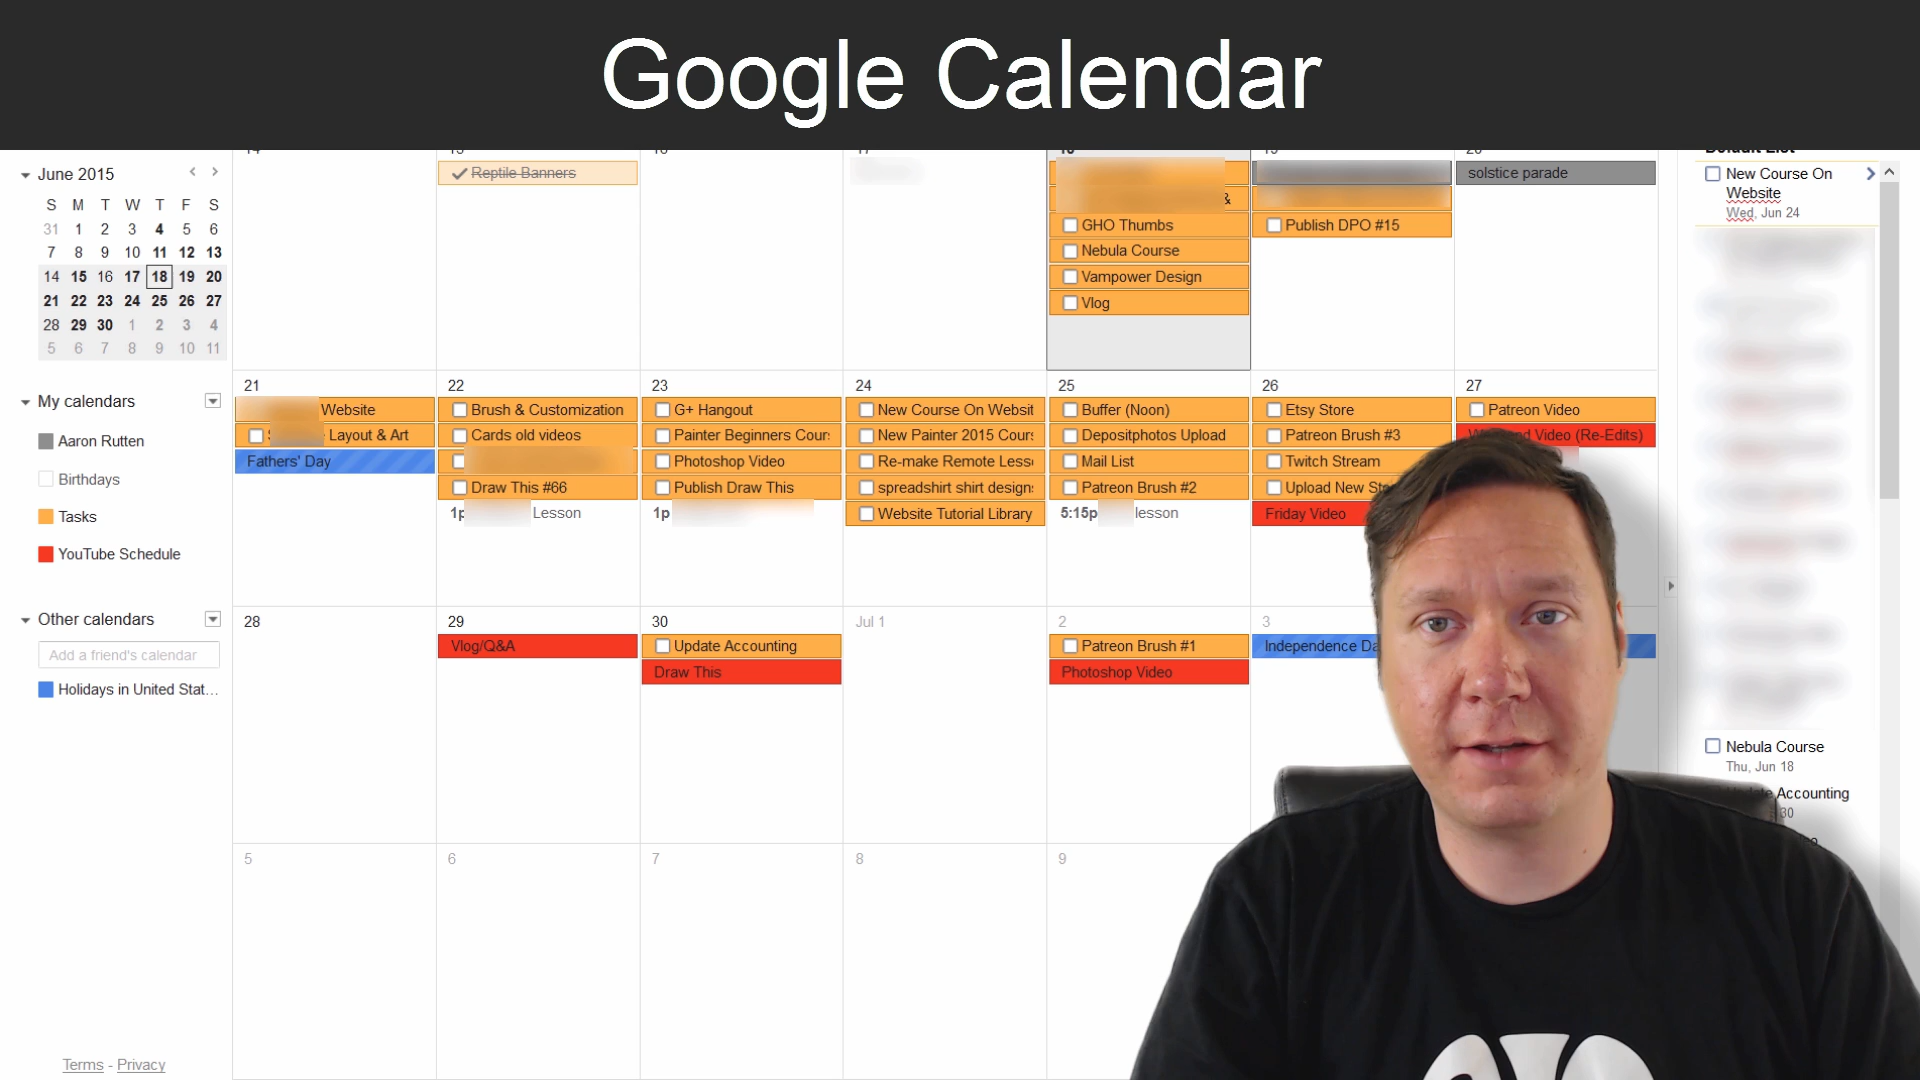 Google Calendar
June 2015
S M T W T F S
31 1 2 3 4 5 6
7 8 9 10 11 12 13
14 15 16 17 18 19 20
21 22 23 24 25 26 27
28 29 30 1 2 3 4
5 6 7 8 9 10 11
My calendars
Aaron Rutten
Birthdays
Tasks
YouTube Schedule
Other calendars
Add a friend's calendar
Holidays in United Stat...
Terms - Privacy
Reptile Banners
&
GHO Thumbs
Nebula Course
Vampower Design
Vlog
Publish DPO #15
solstice parade
21
Website
Layout & Art
Fathers' Day
22
Brush & Customization
Cards old videos
Draw This #66
1p Lesson
23
G+ Hangout
Painter Beginners Cour
Photoshop Video
Publish Draw This
1p
24
New Course On Websit
New Painter 2015 Cour
Re-make Remote Less
spreadshirt shirt design
Website Tutorial Library
25
Buffer (Noon)
Depositphotos Upload
Mail List
Patreon Brush #2
5:15p lesson
26
Etsy Store
Patreon Brush #3
Twitch Stream
Upload New St
Friday Video
27
Patreon Video
Video (Re-Edits)
28
29
Vlog/Q&A
30
Update Accounting
Draw This
Jul 1
2
Patreon Brush #1
Photoshop Video
3
Independence Da
5
6
7
8
9
Default List
New Course On
Website
Wed, Jun 24
Nebula Course
Thu, Jun 18
Accounting
30